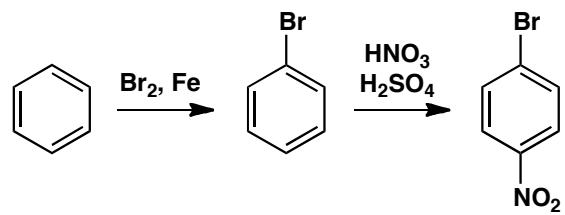 Br₂, Fe
Br
HNO₃
H₂SO₄
Br
NO₂